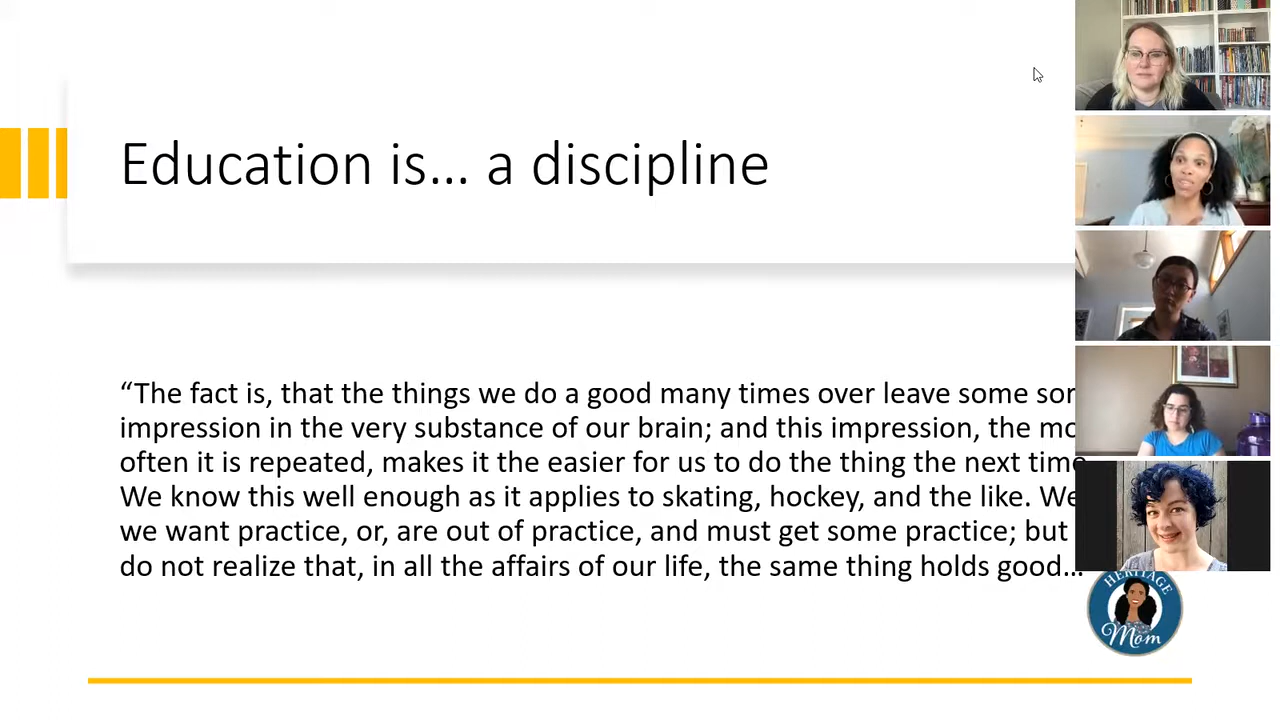 Education is... a discipline
“The fact is, that the things we do a good many times over leave some sor
impression in the very substance of our brain; and this impression, the mo
often it is repeated, makes it the easier for us to do the thing the next time
We know this well enough as it applies to skating, hockey, and the like. We
we want practice, or, are out of practice, and must get some practice; but
do not realize that, in all the affairs of our life, the same thing holds good...
HERITAGE
Mom